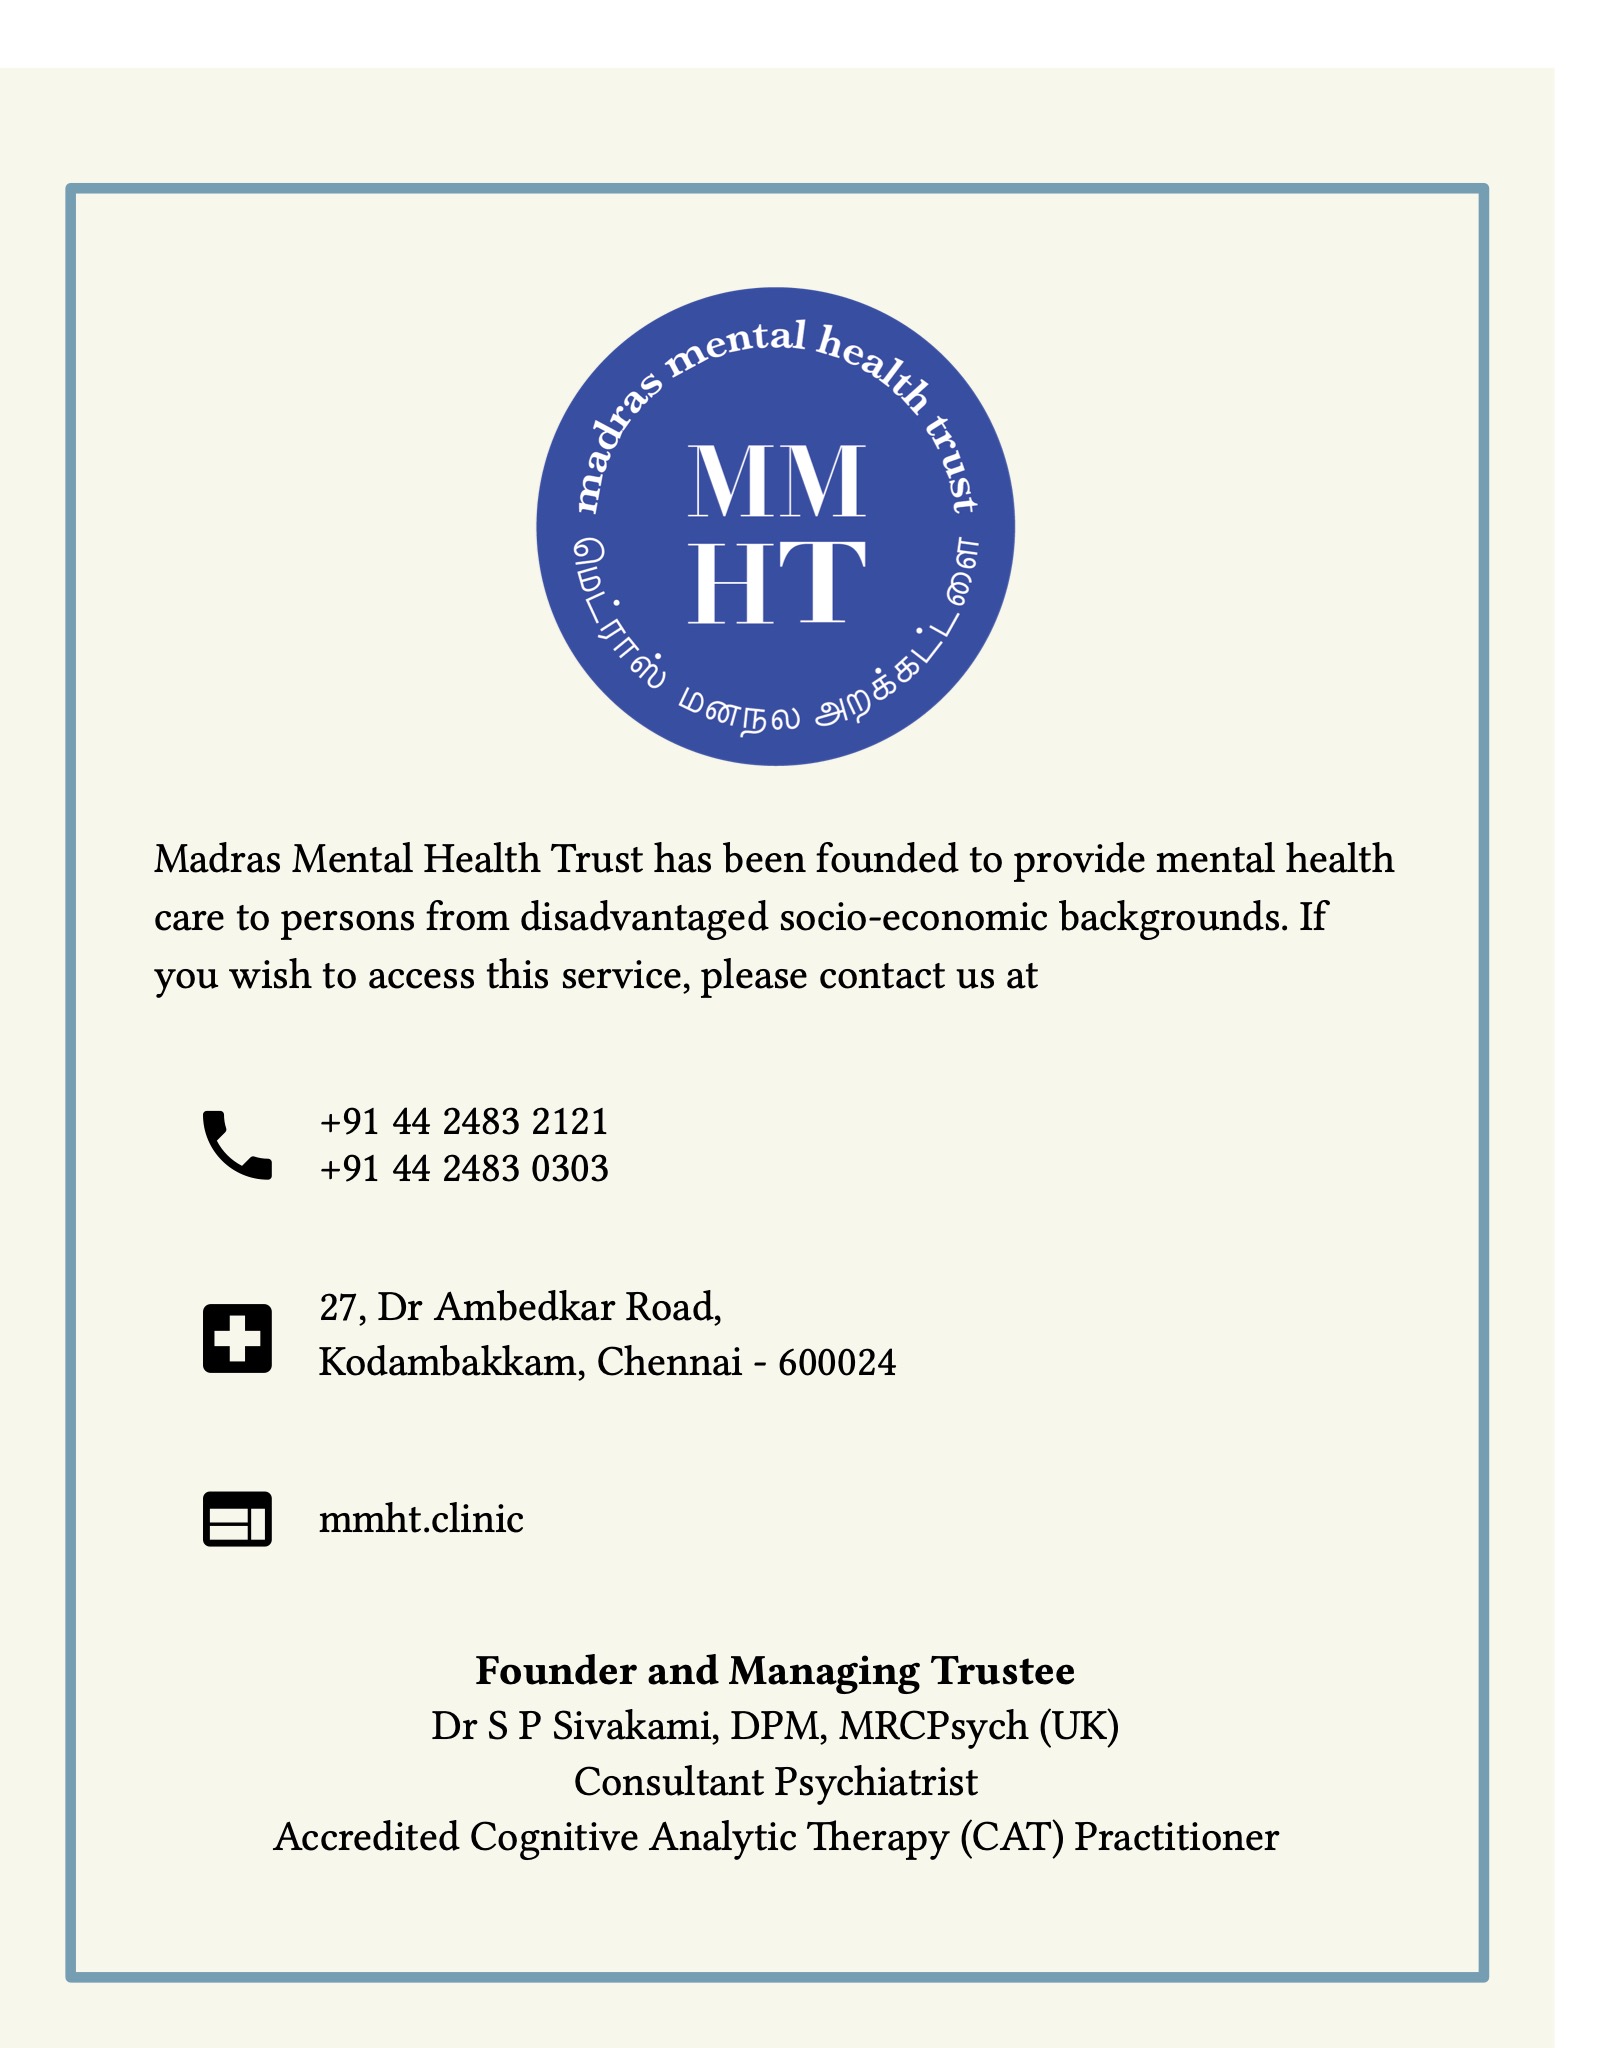 madras mental health trust
MM
HT
மெட்ராஸ் மனநல அறக்கட்டளை
Madras Mental Health Trust has been founded to provide mental health
care to persons from disadvantaged socio-economic backgrounds. If
you wish to access this service, please contact us at
+91 44 2483 2121
+91 44 2483 0303
27, Dr Ambedkar Road,
Kodambakkam, Chennai - 600024
mmht.clinic
Founder and Managing Trustee
Dr S P Sivakami, DPM, MRCPsych (UK)
Consultant Psychiatrist
Accredited Cognitive Analytic Therapy (CAT) Practitioner